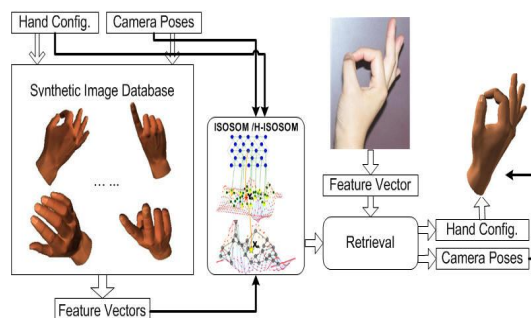 Hand Config.
Camera Poses
Synthetic Image Database
... ...
Feature Vectors
ISOSOM /H-ISOSOM
X
Feature Vector
Retrieval
Hand Config.
Camera Poses